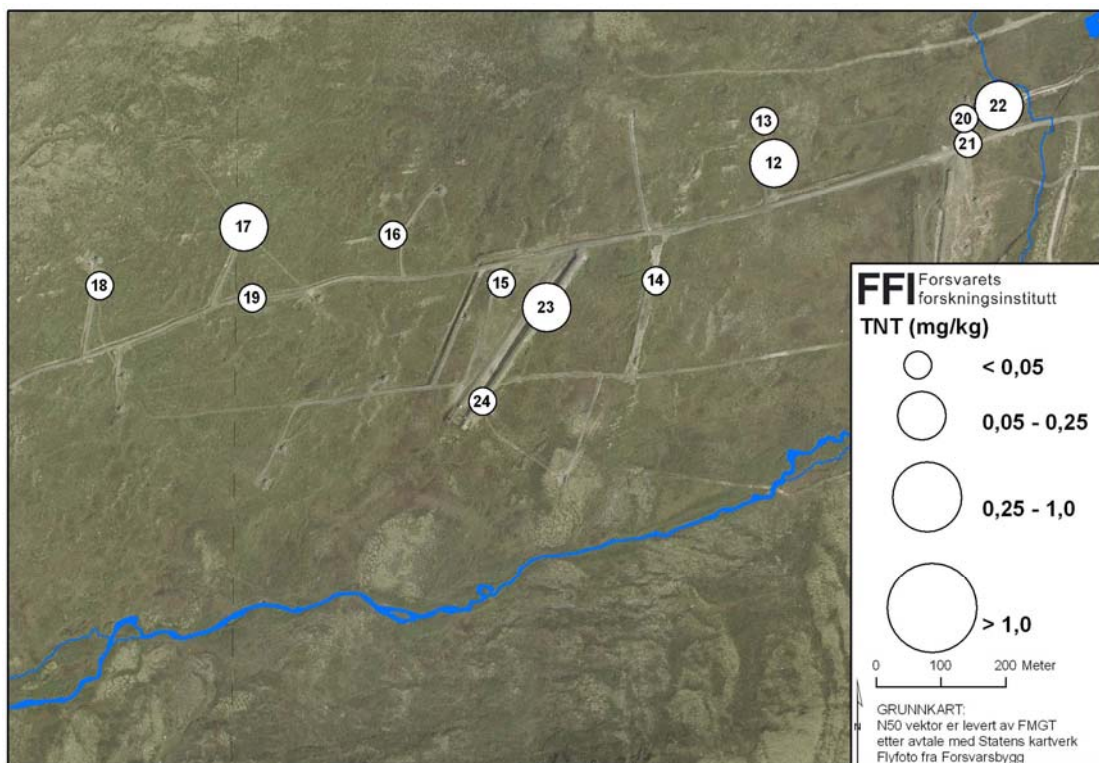 22
20
13
21
12
17
16
14
15
18
19
23
24
FFI Forsvarets
forskningsinstitutt
TNT (mg/kg)
< 0,05
0,05 - 0,25
0,25 - 1,0
> 1,0
0 100 200 Meter
GRUNNKART:
N N50 vektor er levert av FMGT
etter avtale med Statens kartverk
Flyfoto fra Forsvarsbygg